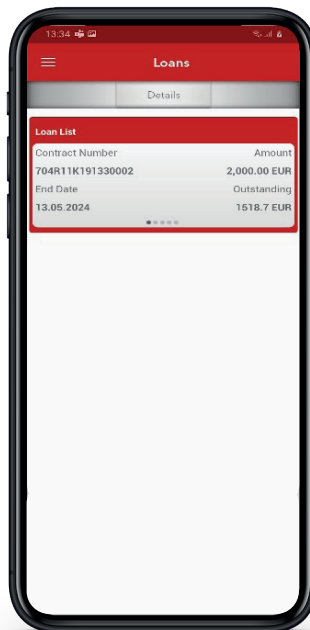 13:34
Loans
Details
Loan List
Contract Number Amount
704R11K191330002 2,000.00 EUR
End Date Outstanding
13.05.2024 1518.7 EUR